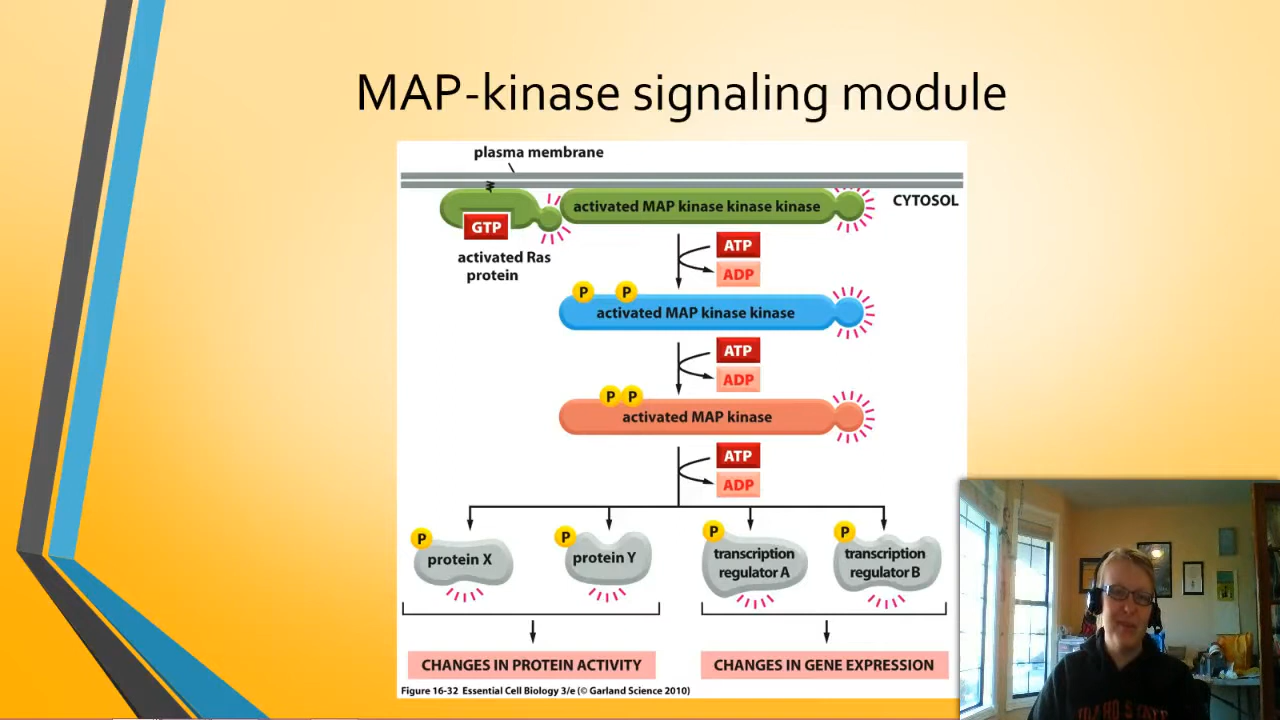 MAP-kinase signaling module
plasma membrane
activated MAP kinase kinase kinase
CYTOSOL
GTP
activated Ras
protein
ATP
ADP
P P
activated MAP kinase kinase
ATP
ADP
P P
activated MAP kinase
ATP
ADP
P P P P
protein X
protein Y
transcription
regulator A
transcription
regulator B
CHANGES IN PROTEIN ACTIVITY
CHANGES IN GENE EXPRESSION
Figure 16-32 Essential Cell Biology 3/e (© Garland Science 2010)
IDAHO STATE